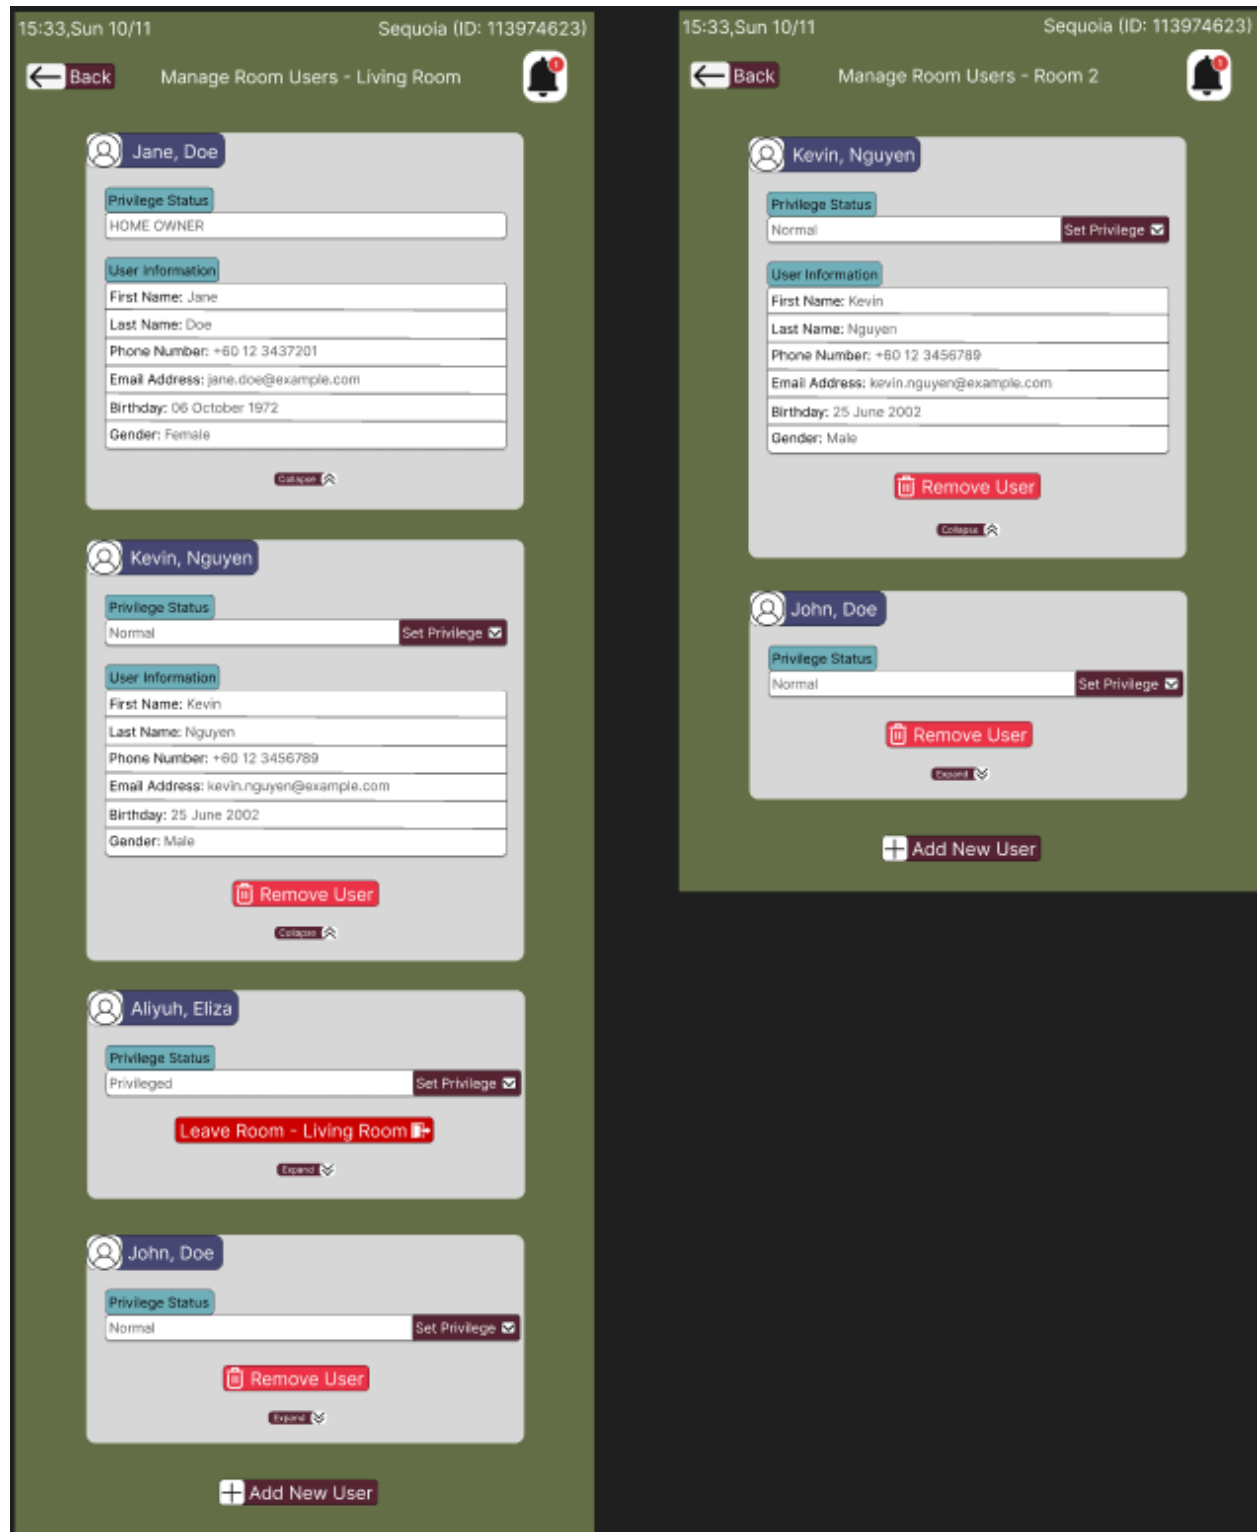 15:33,Sun 10/11 Sequoia (ID: 113974623)
Back Manage Room Users - Living Room
Jane, Doe
Privilege Status
HOME OWNER
User Information
First Name: Jane
Last Name: Doe
Phone Number: +60 12 3437201
Email Address: jane.doe@example.com
Birthday: 06 October 1972
Gender: Female
Collapse
Kevin, Nguyen
Privilege Status
Normal Set Privilege
User Information
First Name: Kevin
Last Name: Nguyen
Phone Number: +60 12 3456789
Email Address: kevin.nguyen@example.com
Birthday: 25 June 2002
Gender: Male
Remove User
Collapse
Aliyuh, Eliza
Privilege Status
Privileged Set Privilege
Leave Room - Living Room
Expand
John, Doe
Privilege Status
Normal Set Privilege
Remove User
Expand
Add New User
15:33,Sun 10/11 Sequoia (ID: 113974623)
Back Manage Room Users - Room 2
Kevin, Nguyen
Privilege Status
Normal Set Privilege
User Information
First Name: Kevin
Last Name: Nguyen
Phone Number: +60 12 3456789
Email Address: kevin.nguyen@example.com
Birthday: 25 June 2002
Gender: Male
Remove User
Collapse
John, Doe
Privilege Status
Normal Set Privilege
Remove User
Expand
Add New User